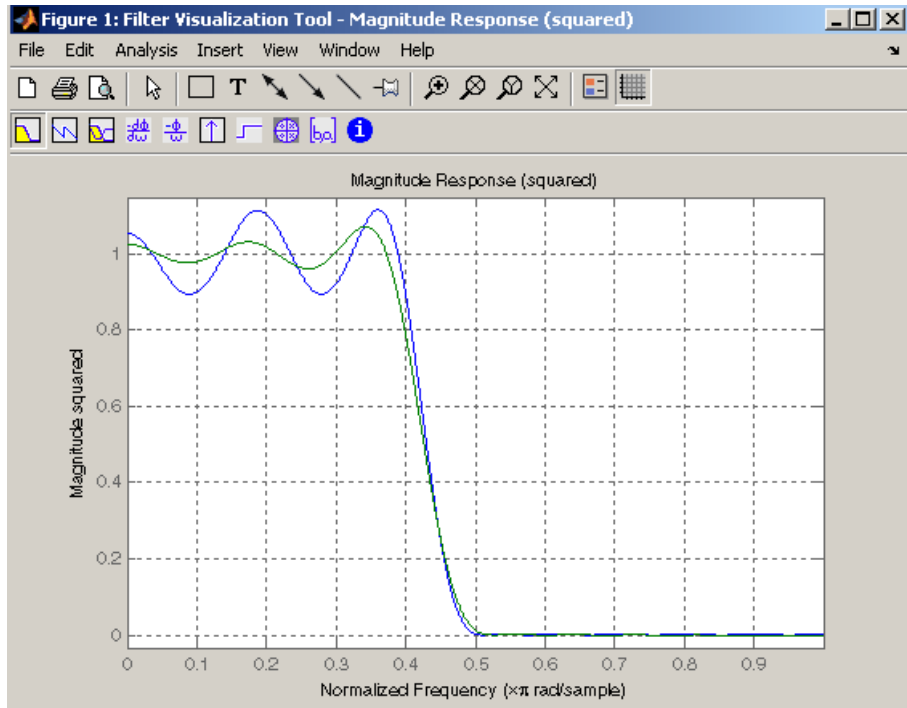 Figure 1: Filter Visualization Tool - Magnitude Response (squared)
File Edit Analysis Insert View Window Help
T
Magnitude Response (squared)
Magnitude squared
1
0.8
0.6
0.4
0.2
0
0 0.1 0.2 0.3 0.4 0.5 0.6 0.7 0.8 0.9
Normalized Frequency (×π rad/sample)